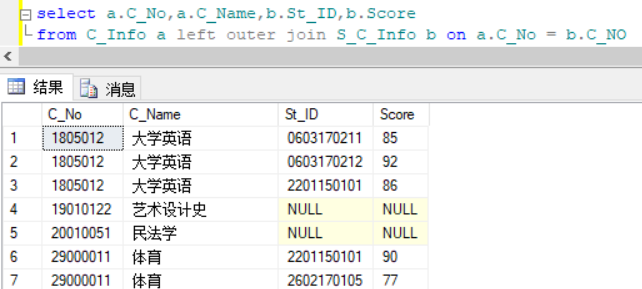 select a.C_No,a.C_Name,b.St_ID,b.Score
from C_Info a left outer join S_C_Info b on a.C_No = b.C_NO
结果 消息
C_No C_Name St_ID Score
1 1805012 大学英语 0603170211 85
2 1805012 大学英语 0603170212 92
3 1805012 大学英语 2201150101 86
4 19010122 艺术设计史 NULL NULL
5 20010051 民法学 NULL NULL
6 29000011 体育 2201150101 90
7 29000011 体育 2602170105 77